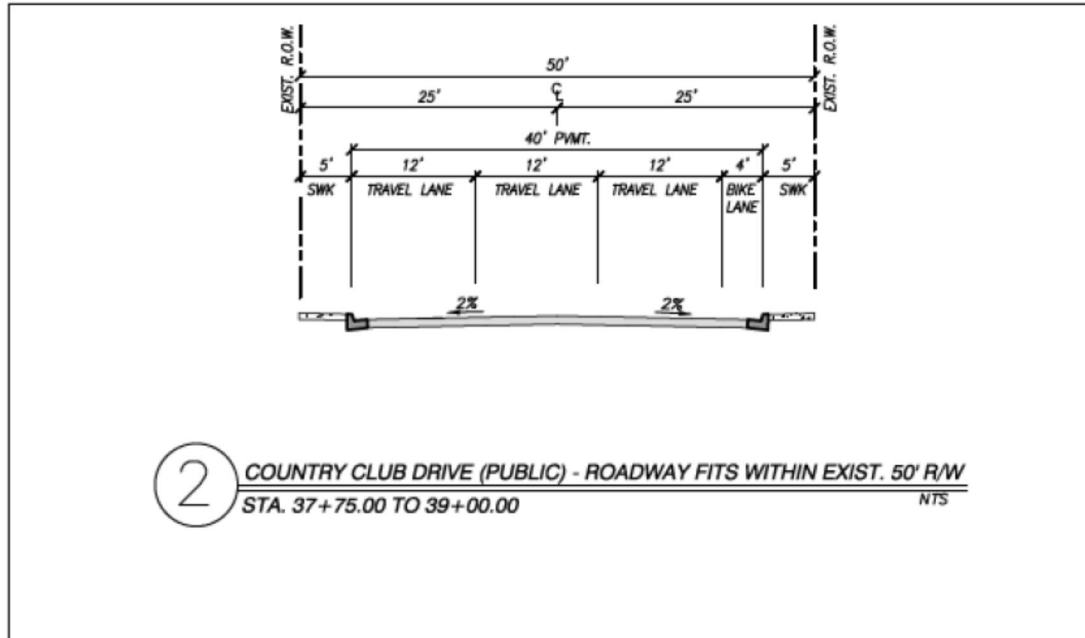 EXIST. R.O.W.
EXIST. R.O.W.
50'
25'
℄
25'
40' PVMT.
5'
12'
12'
12'
4'
5'
SWK
TRAVEL LANE
TRAVEL LANE
TRAVEL LANE
BIKE
LANE
SWK
2%
2%
2
COUNTRY CLUB DRIVE (PUBLIC) - ROADWAY FITS WITHIN EXIST. 50' R/W
STA. 37+75.00 TO 39+00.00
NTS